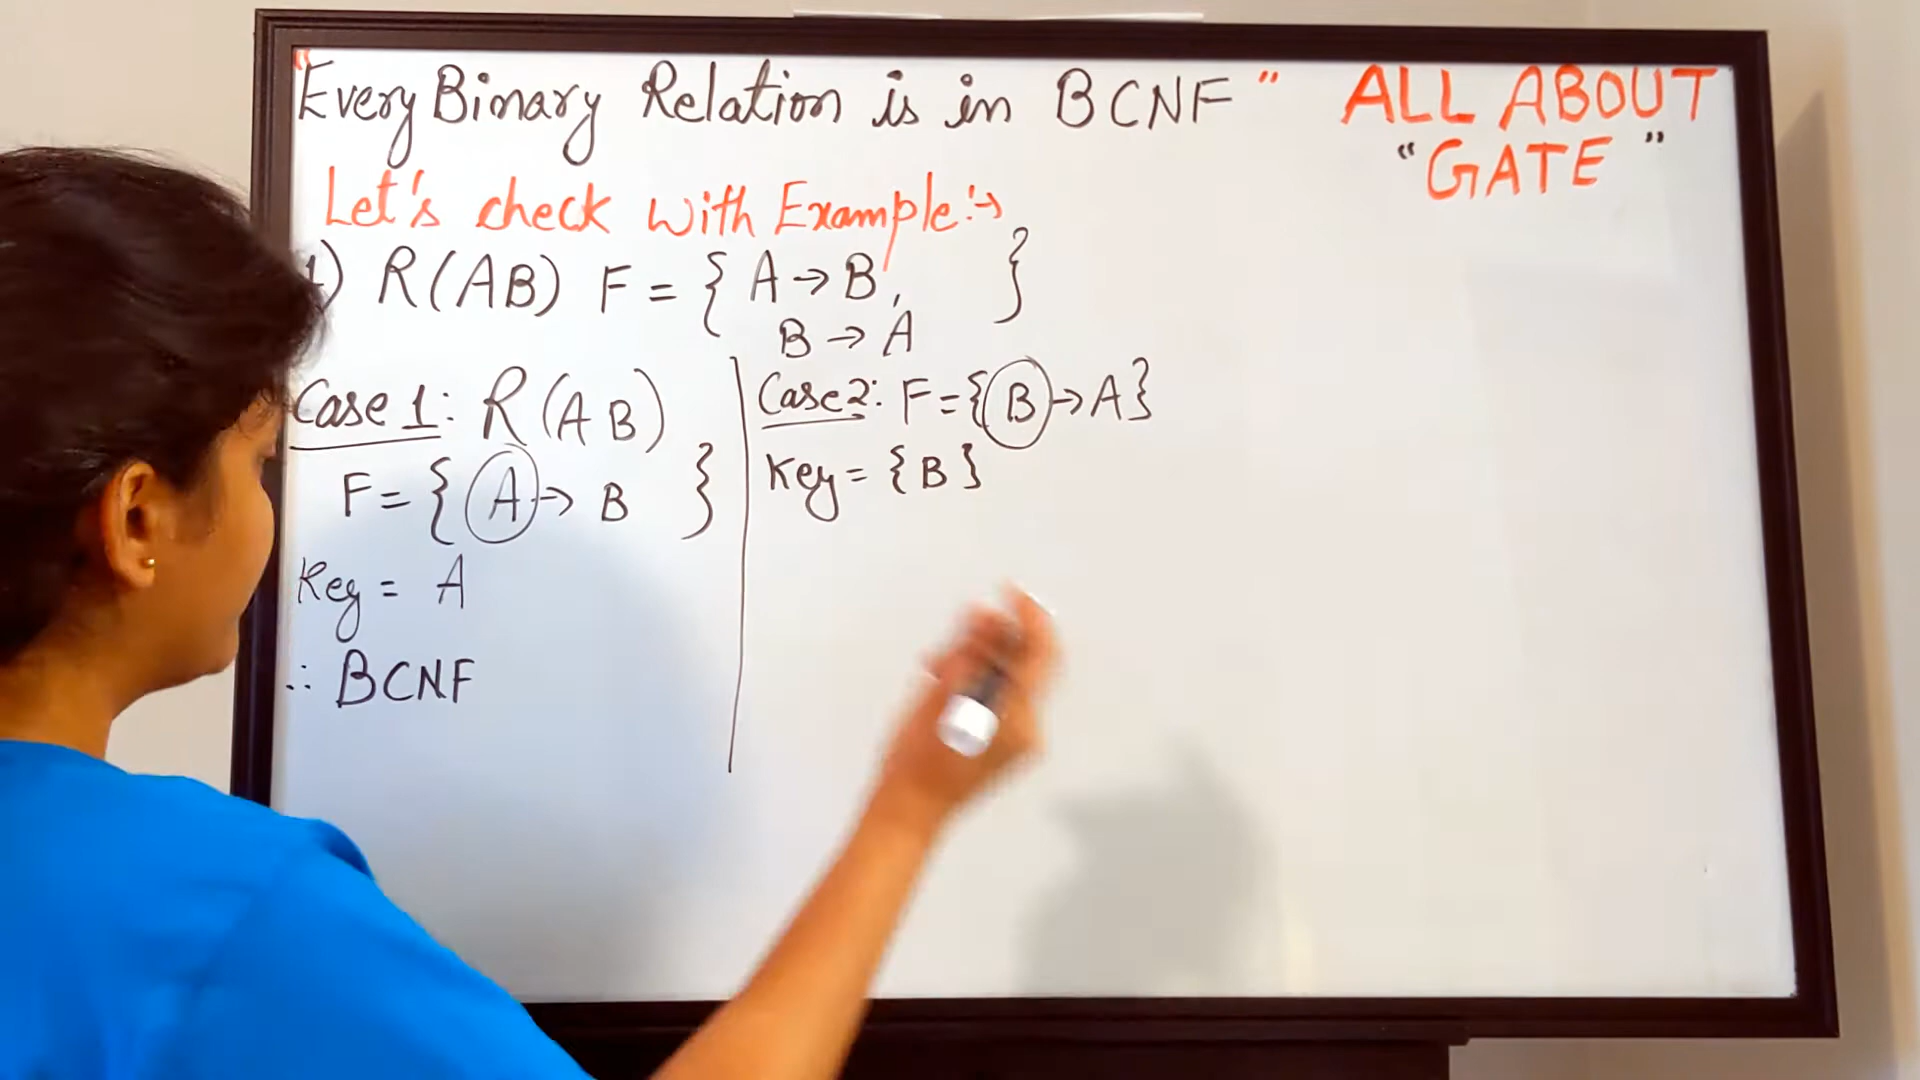 "Every Binary Relation is in BCNF"
ALL ABOUT
"GATE"
Let's check with Example:→
1) R(AB) F = { A → B, }
B → A
Case 1: R(AB)
F = { A → B }
Key = A
∴ BCNF
Case 2: F = { B → A }
Key = { B }